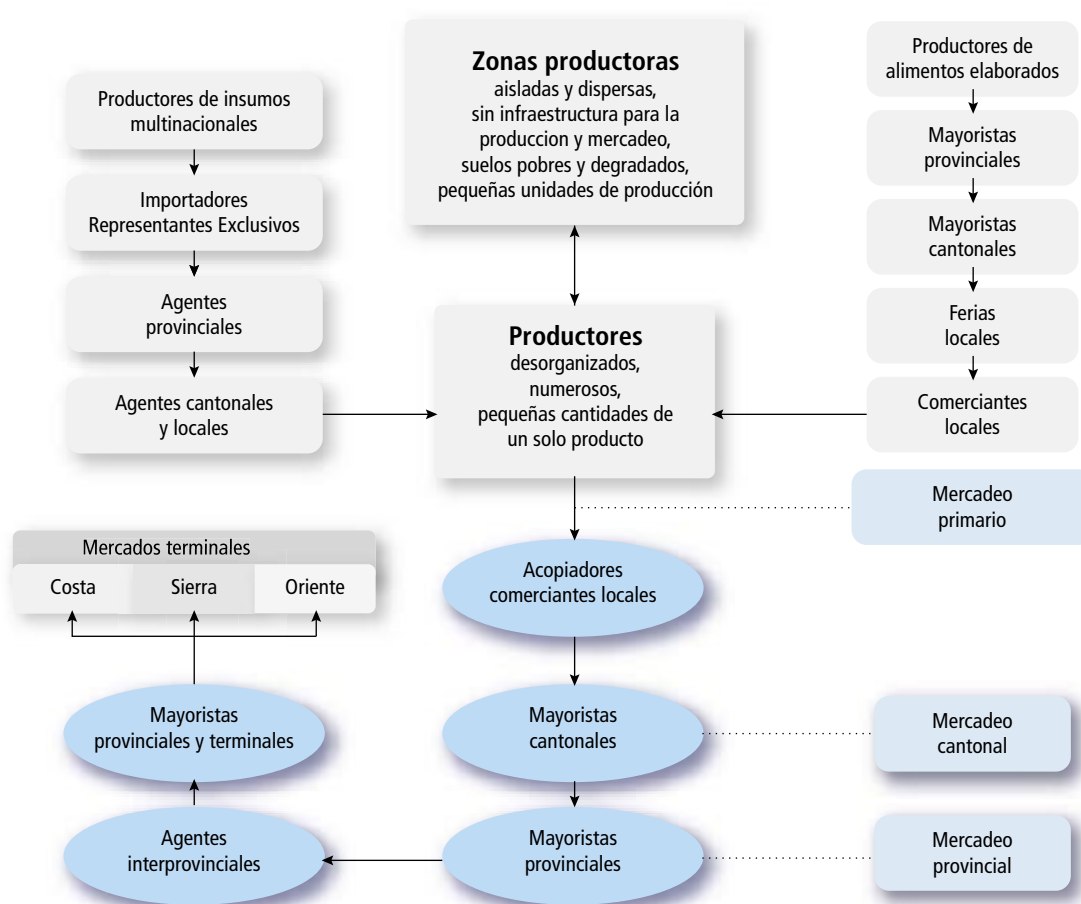 Productores de insumos
multinacionales
Importadores
Representantes Exclusivos
Agentes
provinciales
Agentes cantonales
y locales
Zonas productoras
aisladas y dispersas,
sin infraestructura para la
produccion y mercadeo,
suelos pobres y degradados,
pequeñas unidades de producción
Productores
desorganizados,
numerosos,
pequeñas cantidades de
un solo producto
Productores de
alimentos elaborados
Mayoristas
provinciales
Mayoristas
cantonales
Ferias
locales
Comerciantes
locales
Mercadeo
primario
Acopiadores
comerciantes locales
Mayoristas
cantonales
Mercadeo
cantonal
Mayoristas
provinciales
Mercadeo
provincial
Agentes
interprovinciales
Mayoristas
provinciales y terminales
Mercados terminales
Costa
Sierra
Oriente